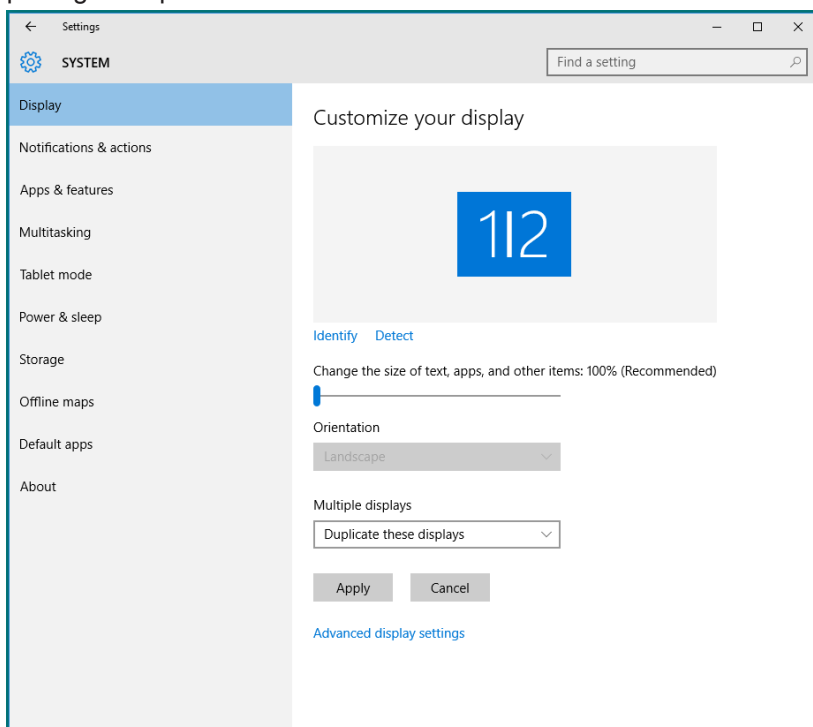 Settings
SYSTEM
Find a setting
Display
Notifications & actions
Apps & features
Multitasking
Tablet mode
Power & sleep
Storage
Offline maps
Default apps
About
Customize your display
1|2
Identify Detect
Change the size of text, apps, and other items: 100% (Recommended)
Orientation
Landscape
Multiple displays
Duplicate these displays
Apply Cancel
Advanced display settings